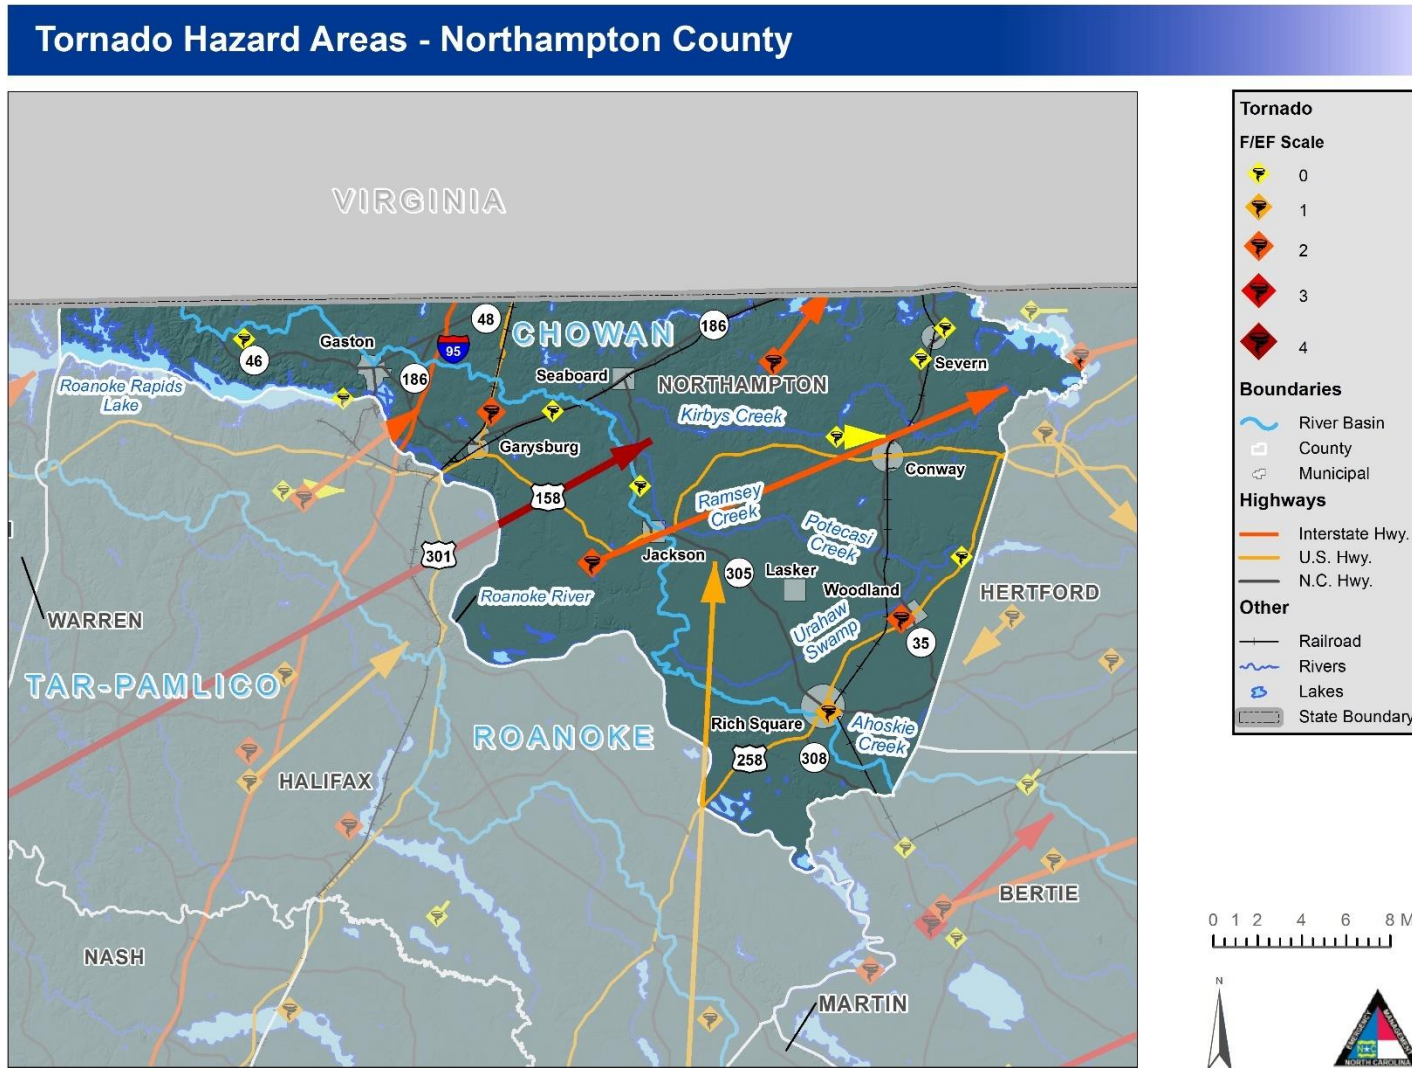 Tornado Hazard Areas - Northampton County
VIRGINIA
48
CHOWAN
186
95
46
Gaston
186
Seaboard
NORTHAMPTON
Severn
Roanoke Rapids
Lake
Kirbys Creek
Garysburg
Conway
158
Ramsey
Creek
301
Potecasi
Creek
Jackson
305
Lasker
Woodland
HERTFORD
Roanoke River
WARREN
Urahaw
Swamp
35
TAR-PAMLICO
ROANOKE
Rich Square
Ahoskie
Creek
258
308
HALIFAX
BERTIE
NASH
MARTIN
Tornado
F/EF Scale
0
1
2
3
4
Boundaries
River Basin
County
Municipal
Highways
Interstate Hwy.
U.S. Hwy.
N.C. Hwy.
Other
Railroad
Rivers
Lakes
State Boundary
0 1 2 4 6 8 M
N
EMERGENCY
MANAGEMENT
NORTH CAROLINA
N C